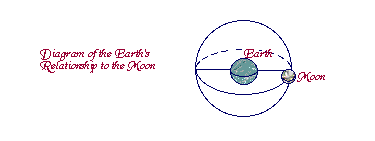 Diagram of the Earth's
Relationship to the Moon
Earth
Moon